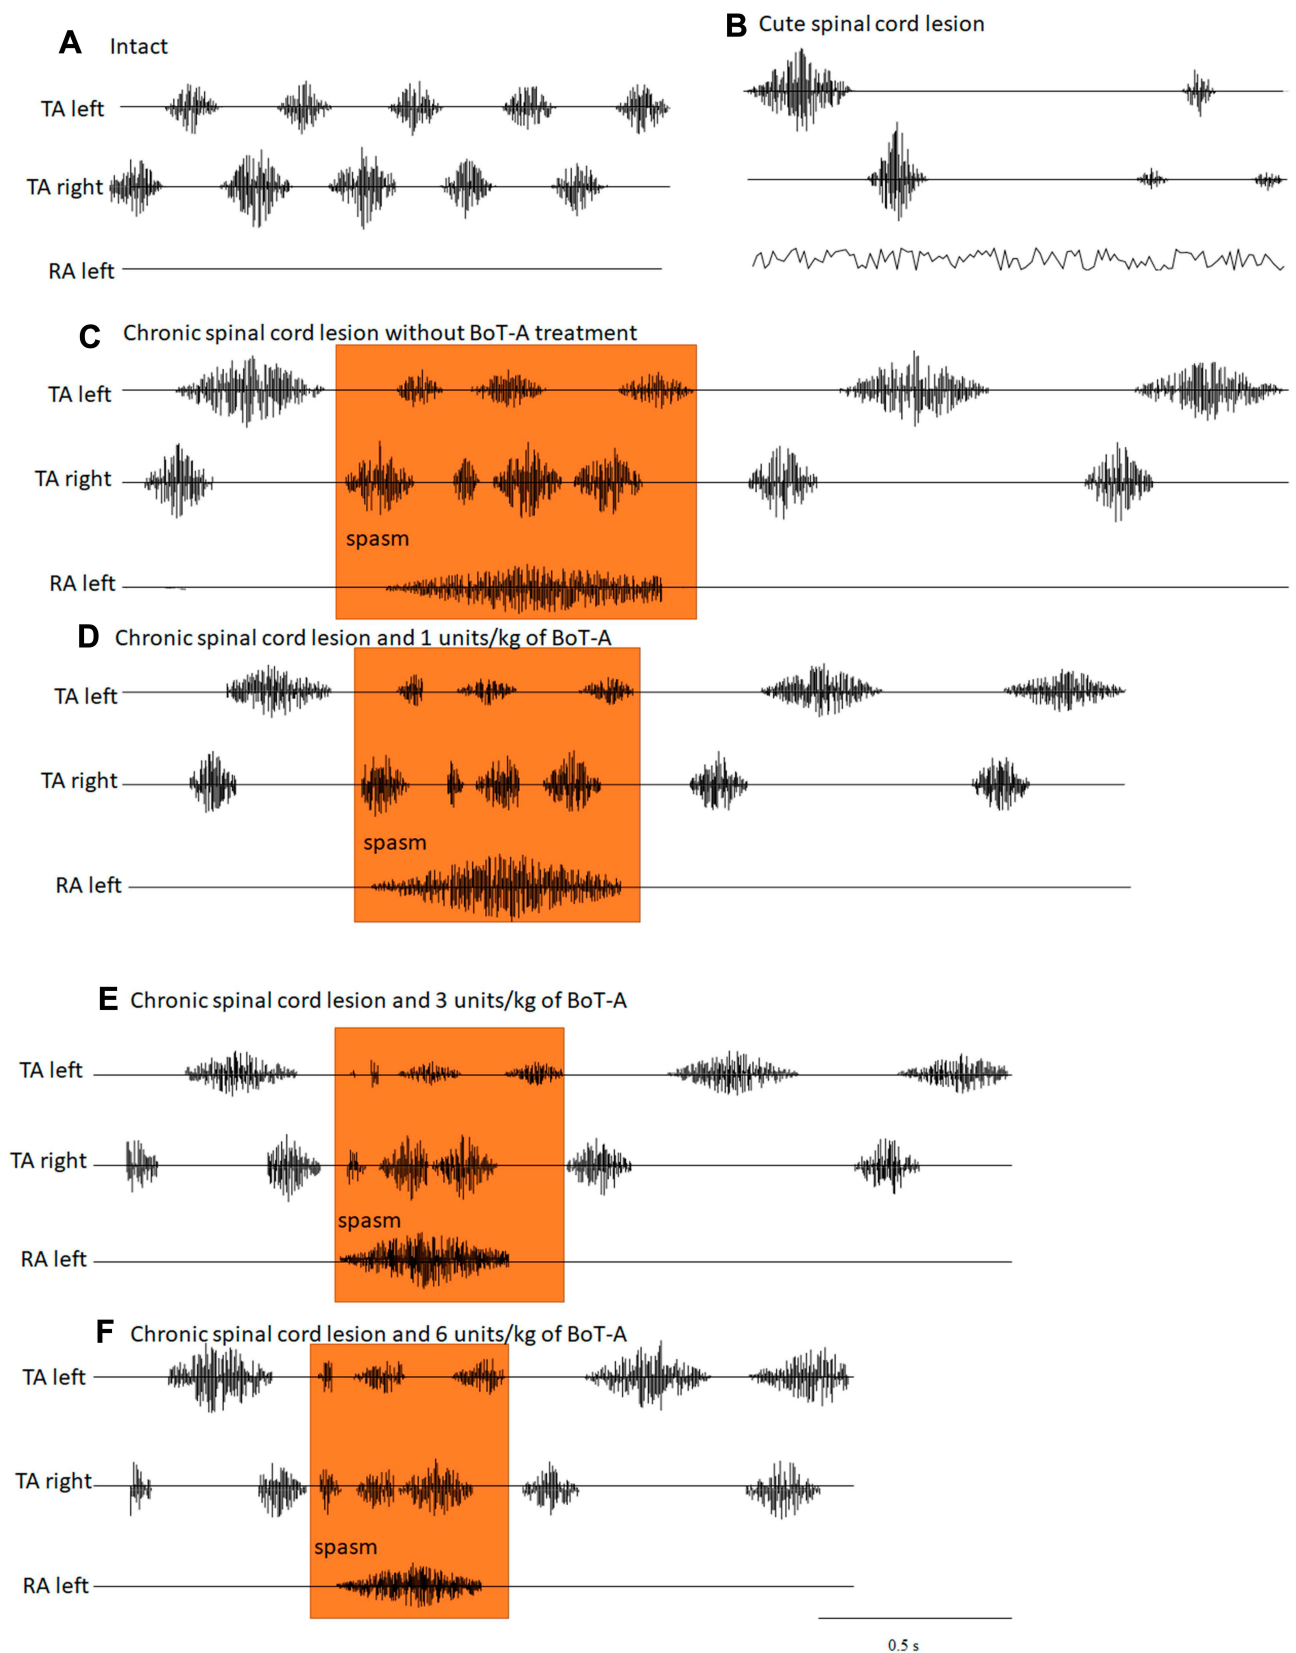 A Intact
TA left
TA right
RA left
B Cute spinal cord lesion
C Chronic spinal cord lesion without BoT-A treatment
TA left
TA right
spasm
RA left
D Chronic spinal cord lesion and 1 units/kg of BoT-A
TA left
TA right
spasm
RA left
E Chronic spinal cord lesion and 3 units/kg of BoT-A
TA left
TA right
spasm
RA left
F Chronic spinal cord lesion and 6 units/kg of BoT-A
TA left
TA right
spasm
RA left
0.5 s